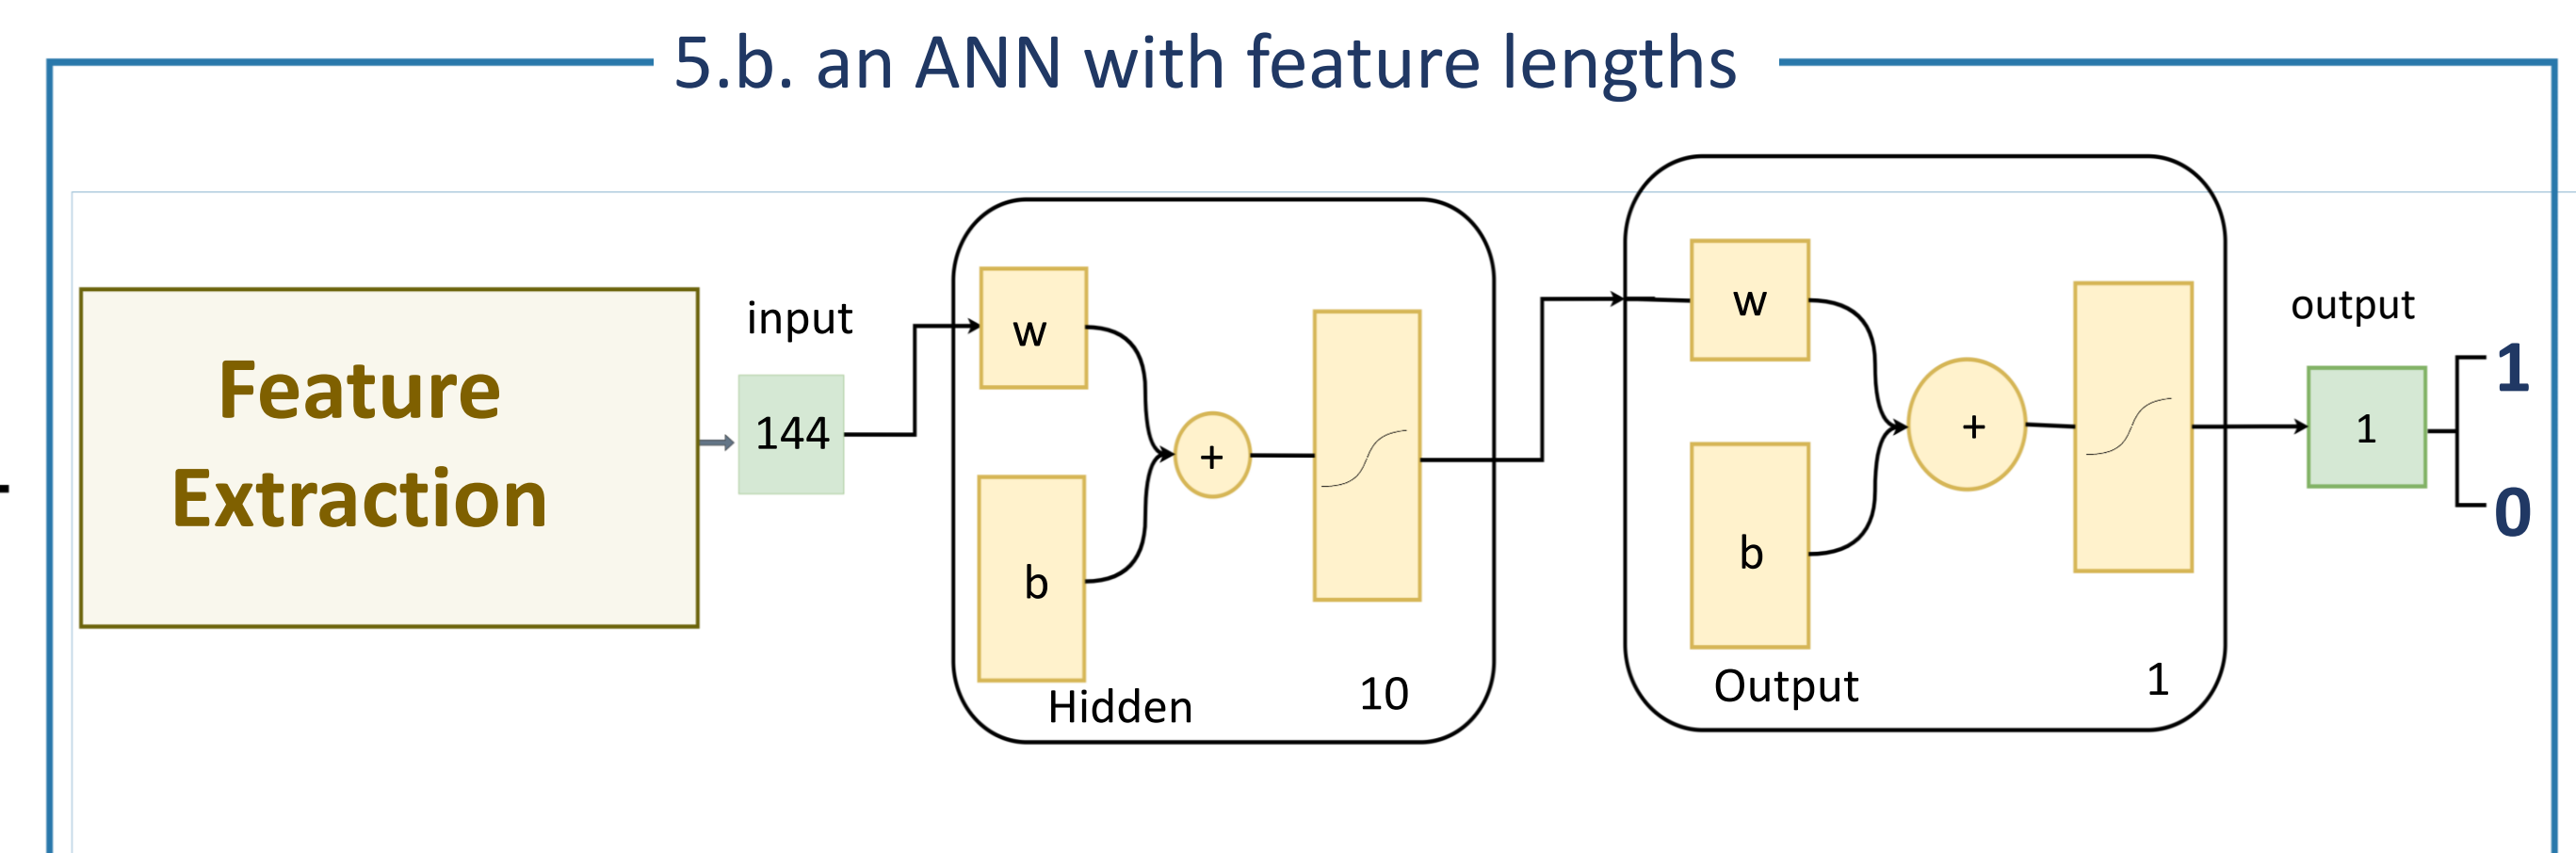 5.b. an ANN with feature lengths
Feature
Extraction
input
144
w
b
+
Hidden
10
w
b
+
Output
1
output
1
1
0